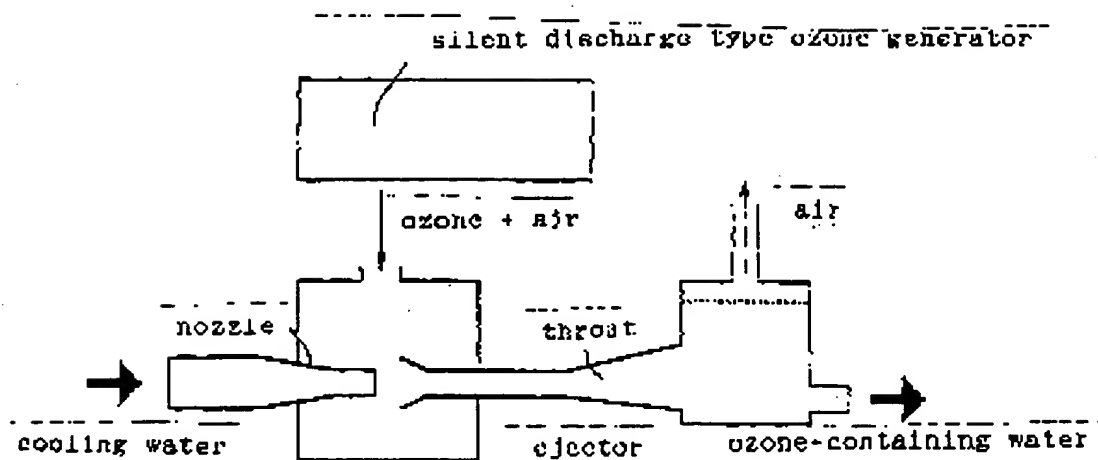 silent discharge type ozone generator
ozone + air
air
nozzle
throat
cooling water
ejector
ozone-containing water